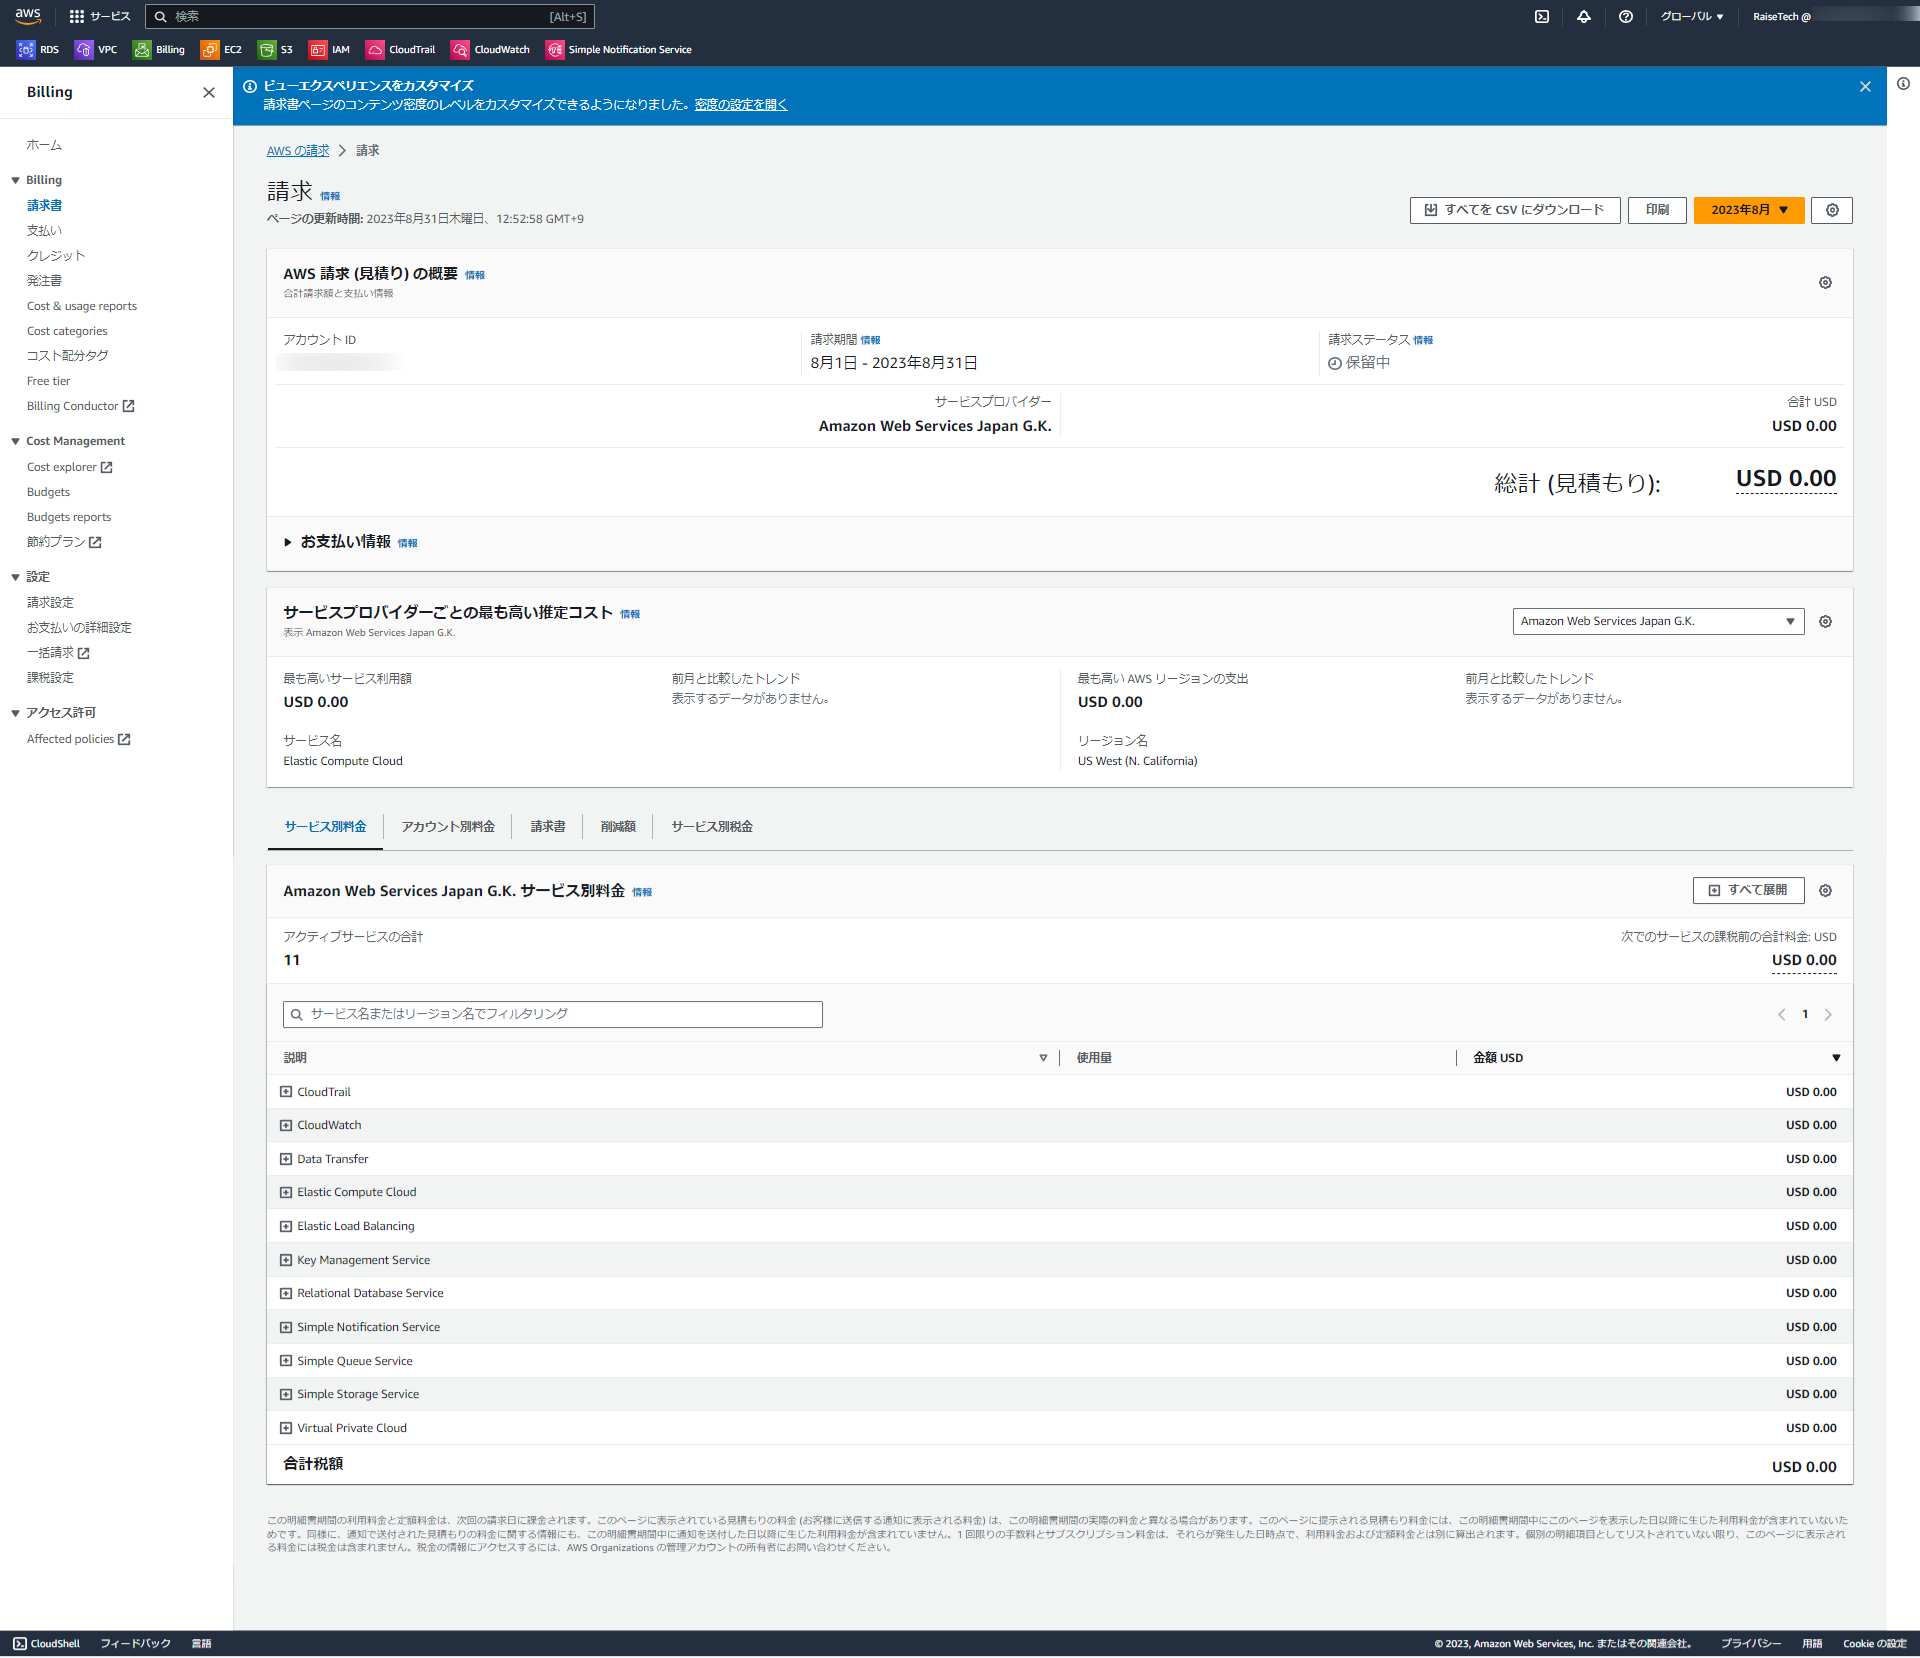 aws
サービス
検索
[Alt+S]
グローバル ▼
RaiseTech @
RDS
VPC
Billing
EC2
S3
IAM
CloudTrail
CloudWatch
Simple Notification Service
Billing
ホーム
Billing
請求書
支払い
クレジット
発注書
Cost & usage reports
Cost categories
コスト配分タグ
Free tier
Billing Conductor
Cost Management
Cost explorer
Budgets
Budgets reports
節約プラン
設定
請求設定
お支払いの詳細設定
一括請求
課税設定
アクセス許可
Affected policies
ビューエクスペリエンスをカスタマイズ
請求書ページのコンテンツ密度のレベルをカスタマイズできるようになりました。密度の設定を開く
AWS の請求 > 請求
請求 情報
ページの更新時間: 2023年8月31日木曜日、12:52:58 GMT+9
すべてを CSV にダウンロード
印刷
2023年8月 ▼
AWS 請求 (見積り) の概要 情報
合計請求額と支払い情報
アカウント ID
請求期間 情報
8月1日 - 2023年8月31日
請求ステータス 情報
保留中
サービスプロバイダー
Amazon Web Services Japan G.K.
合計 USD
USD 0.00
総計 (見積もり): USD 0.00
お支払い情報 情報
サービスプロバイダーごとの最も高い推定コスト 情報
表示 Amazon Web Services Japan G.K.
Amazon Web Services Japan G.K.
最も高いサービス利用額
USD 0.00
前月と比較したトレンド
表示するデータがありません。
サービス名
Elastic Compute Cloud
最も高い AWS リージョンの支出
USD 0.00
前月と比較したトレンド
表示するデータがありません。
リージョン名
US West (N. California)
サービス別料金
アカウント別料金
請求書
削減額
サービス別税金
Amazon Web Services Japan G.K. サービス別料金 情報
すべて展開
アクティブサービスの合計
11
次でのサービスの課税前の合計料金: USD
USD 0.00
サービス名またはリージョン名でフィルタリング
1
説明 使用量 金額 USD
CloudTrail USD 0.00
CloudWatch USD 0.00
Data Transfer USD 0.00
Elastic Compute Cloud USD 0.00
Elastic Load Balancing USD 0.00
Key Management Service USD 0.00
Relational Database Service USD 0.00
Simple Notification Service USD 0.00
Simple Queue Service USD 0.00
Simple Storage Service USD 0.00
Virtual Private Cloud USD 0.00
合計税額 USD 0.00
この明細書期間の利用料金と定額料金は、次回の請求日に課金されます。このページに表示されている見積もりの料金 (お客様に送信する通知に表示される料金) は、この明細書期間の実際の料金と異なる場合があります。このページに提示される見積もり料金には、この明細書期間中にこのページを表示した日以降に生じた利用料金が含まれていないた
めです。同様に、通知で送付された見積もりの料金に関する情報にも、この明細書期間中に通知を送付した日以降に生じた利用料金が含まれていません。1 回限りの手数料とサブスクリプション料金は、それらが発生した日時点で、利用料金および定額料金とは別に算出されます。個別の明細項目としてリストされていない限り、このページに表示され
る料金には税金は含まれません。税金の情報にアクセスするには、AWS Organizations の管理アカウントの所有者にお問い合わせください。
CloudShell
フィードバック
言語
© 2023, Amazon Web Services, Inc. またはその関連会社。
プライバシー
用語
Cookie の設定